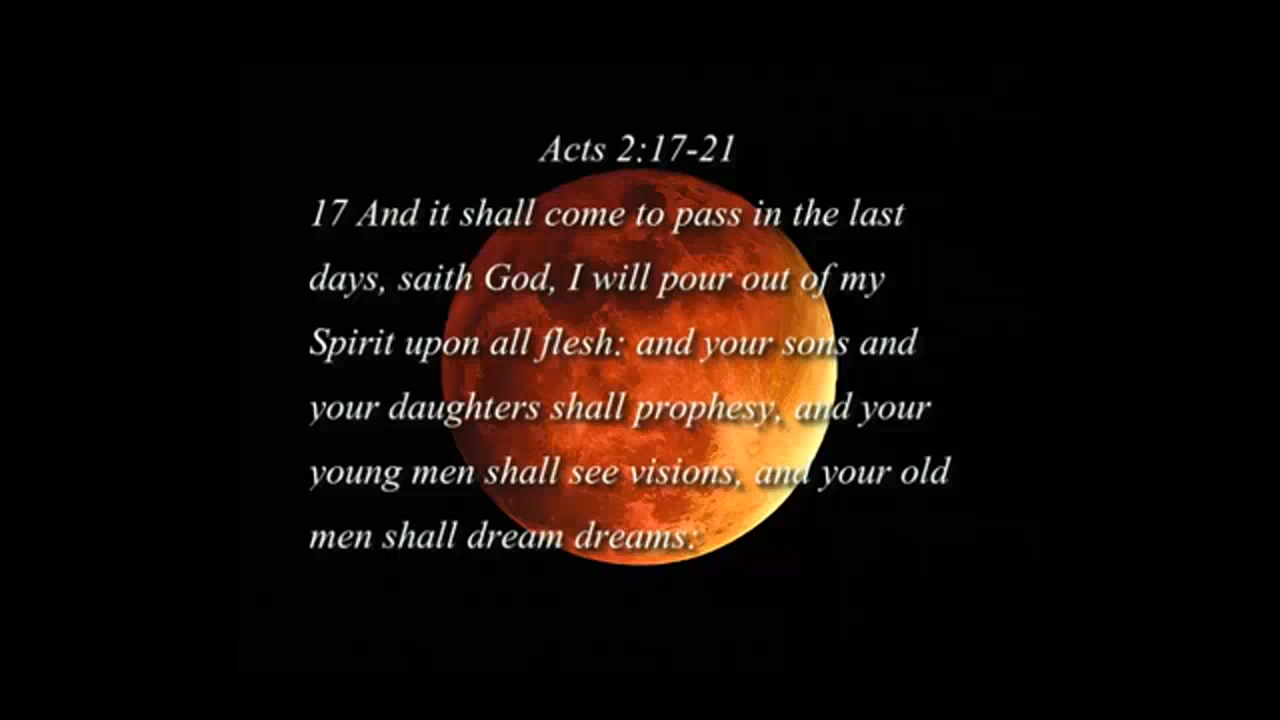 Acts 2:17-21
17 And it shall come to pass in the last
days, saith God, I will pour out of my
Spirit upon all flesh: and your sons and
your daughters shall prophesy, and your
young men shall see visions, and your old
men shall dream dreams: